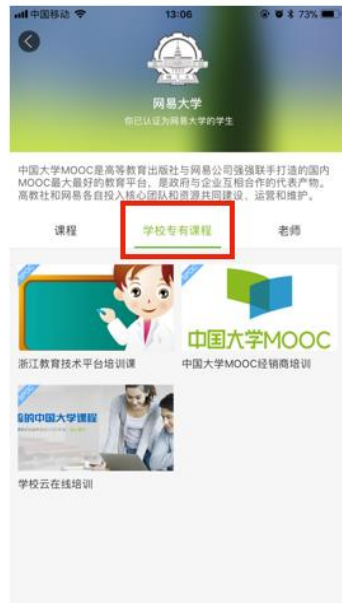 中国移动 13:06 73%
网易大学
你已认证为网易大学的学生
中国大学MOOC是高等教育出版社与网易公司强强联手打造的国内
MOOC最大最好的教育平台，是政府与企业互相合作的代表产物。
高教社和网易各自投入核心团队和资源共同建设、运营和维护。
课程 学校专有课程 老师
中国大学MOOC
浙江教育技术平台培训课 中国大学MOOC经销商培训
的中国大学课程
学校云在线培训